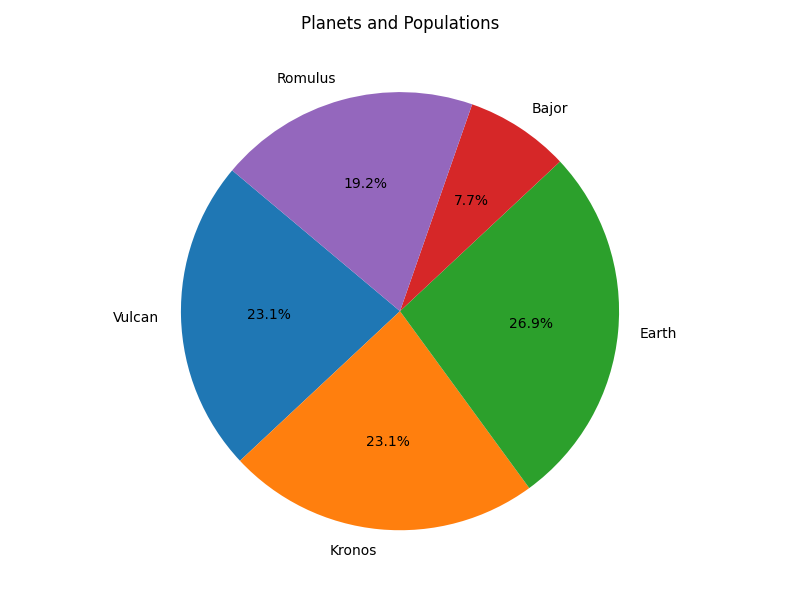 Planets and Populations
Romulus
Bajor
19.2%
7.7%
Vulcan
23.1%
26.9%
Earth
23.1%
Kronos